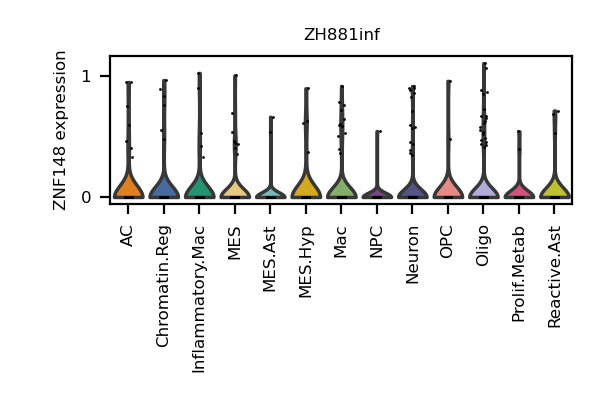 ZH881inf
ZNF148 expression
1
0
AC
Chromatin.Reg
Inflammatory.Mac
MES
MES.Ast
MES.Hyp
Mac
NPC
Neuron
OPC
Oligo
Prolif.Metab
Reactive.Ast